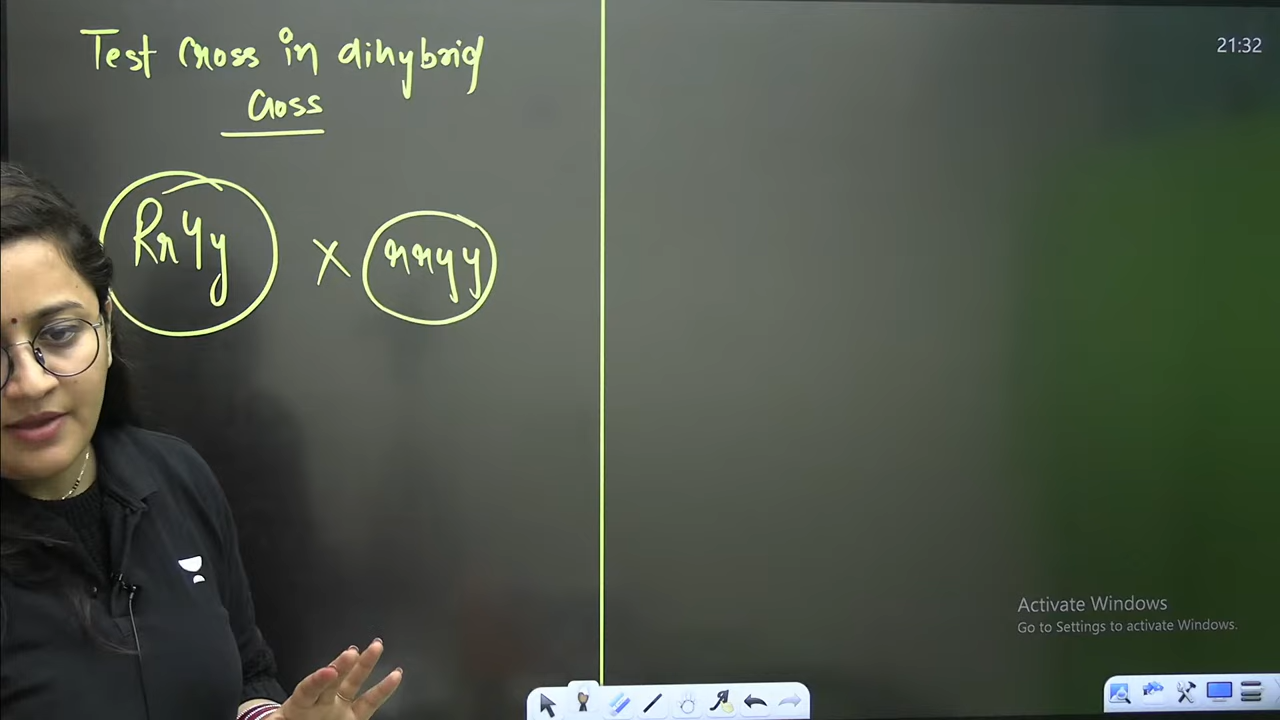 Test cross in dihybrid
Cross
21:32
RrYy × rryy
Activate Windows
Go to Settings to activate Windows.